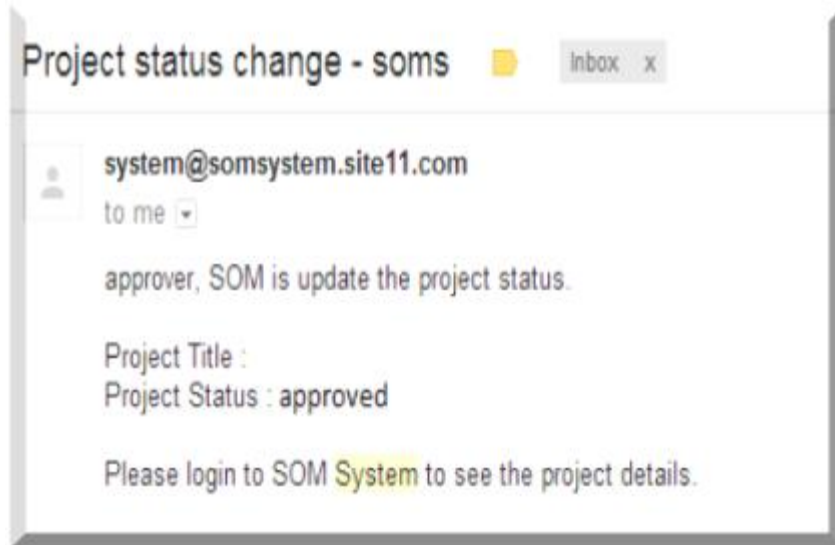 Project status change - soms
Inbox x
system@somsystem.site11.com
to me
approver, SOM is update the project status.
Project Title :
Project Status : approved
Please login to SOM System to see the project details.